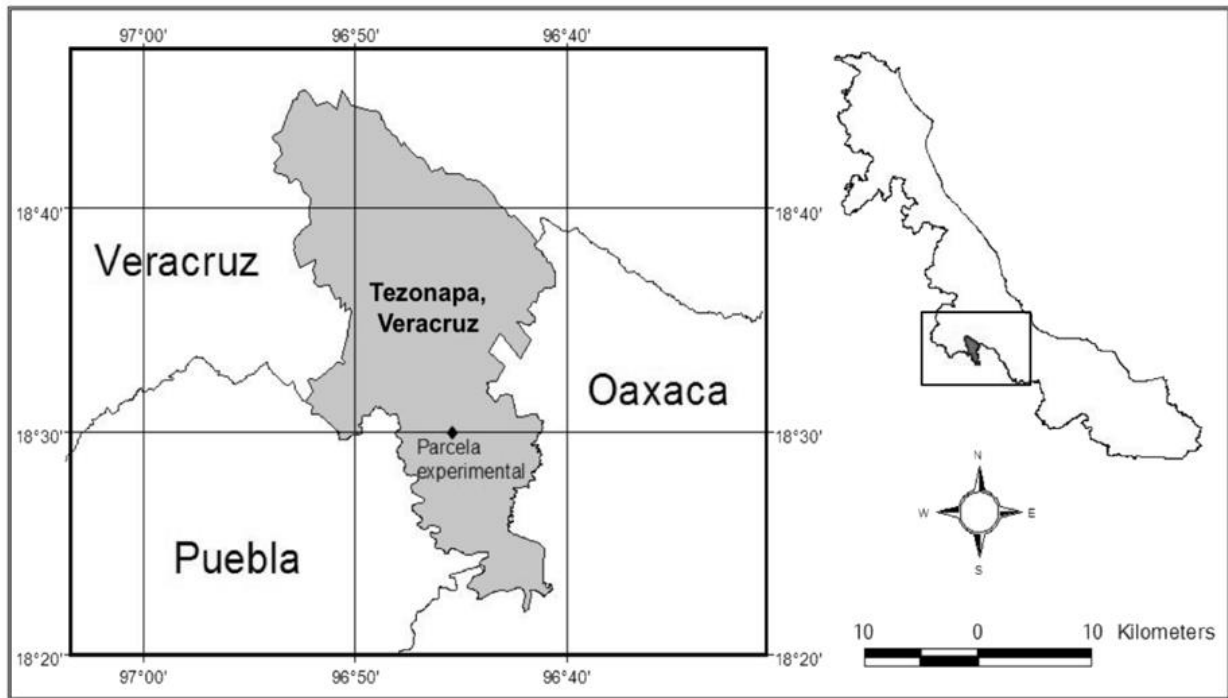 97°00'
96°50'
96°40'
18°40'
18°40'
Veracruz
Tezonapa,
Veracruz
Oaxaca
18°30'
18°30'
Parcela
experimental
Puebla
18°20'
18°20'
97°00'
96°50'
96°40'
N
W
E
S
10 0 10 Kilometers